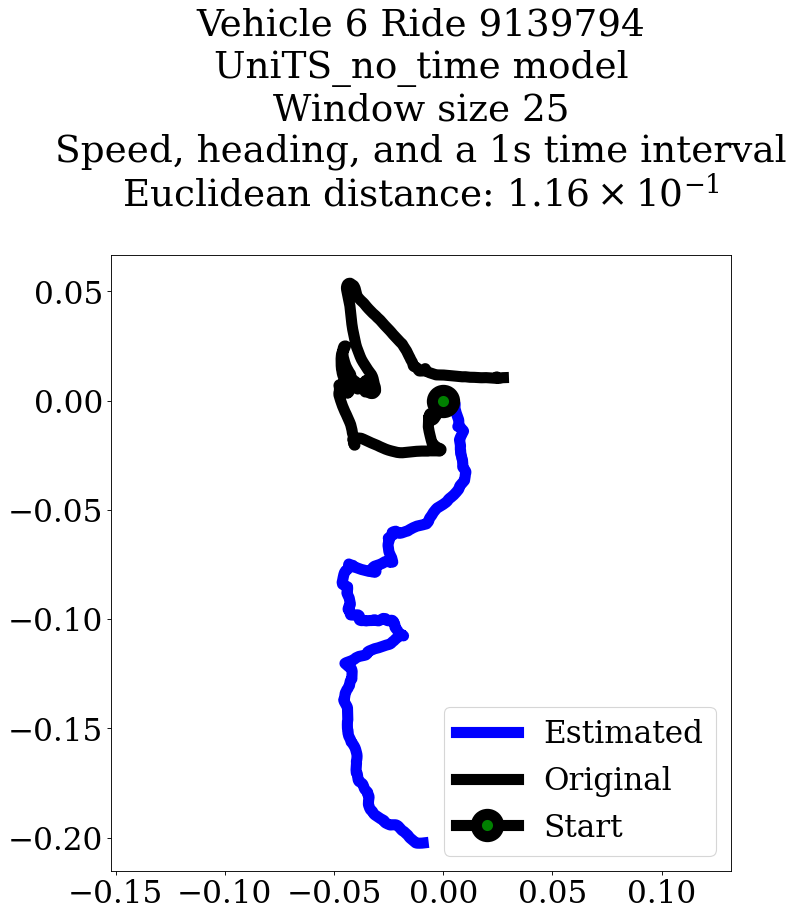 Vehicle 6 Ride 9139794
UniTS_no_time model
Window size 25
Speed, heading, and a 1s time interval
Euclidean distance: 1.16 × 10⁻¹
0.05
0.00
−0.05
−0.10
−0.15
−0.20
Estimated
Original
Start
−0.15 −0.10 −0.05 0.00 0.05 0.10